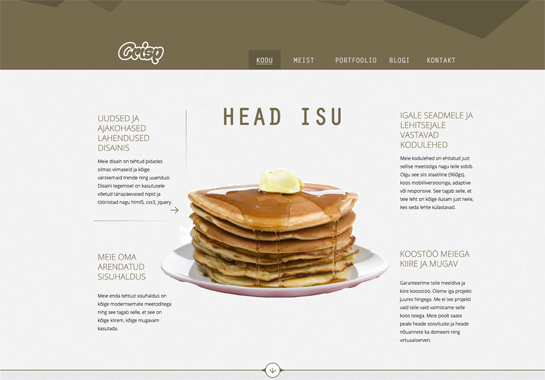 Crisp
KODU MEIST PORTFOOLIO BLOGI KONTAKT
HEAD ISU
UUDSED JA
AJAKOHASED
LAHENDUSED
DISAINIS
Meie disain on tehtud pidades
silmas viimaseid ja kõige
värskemaid trende ning uuendusi.
Disaini tegemisel on kasutusele
võetud tänapäevased nipid ja
tööriistad nagu html5, css3, jquery.
MEIE OMA
ARENDATUD
SISUHALDUS
Meie enda tehtud sisuhaldus on
kõige modernsemate meetoditega
ning see tagab selle, et see on
kõige kiirem, kõige mugavam
kasutada.
IGALE SEADMELE JA
LEHITSEJALE
VASTAVAD
KODULEHED
Meie kodulehed on ehitatud just
sellise meetodiga nagu teile sobib.
Olgu see siis staatiline (960gs),
koos mobiiliversiooniga, adaptive
või responsive. See tagab selle, et
teie leht on kõige ilusam just nelie,
kes seda lehte külastavad.
KOOSTÖÖ MEIEGA
KIIRE JA MUGAV
Garanteerime teile meeldiva ja
kiire koostöö. Oleme iga projekti
juures hingega. Me ei tee projekti
vaid teile vaid valmistame selle
koos teiega. Meie poolt saate
peale heade soovituste ja heade
nõuannete ka domeeni ning
virtuaalserveri.